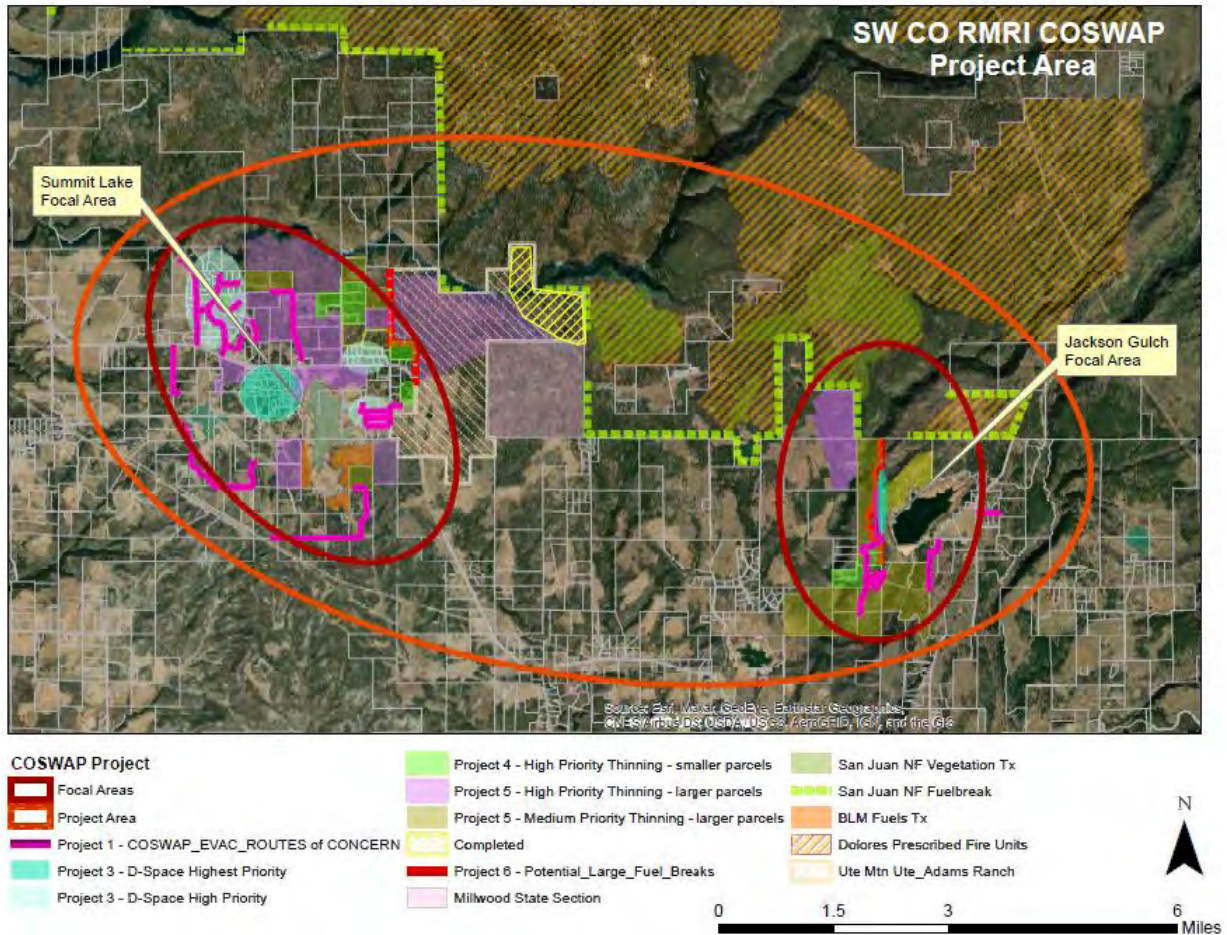 SW CO RMRI COSWAP
Project Area
Summit Lake
Focal Area
Jackson Gulch
Focal Area
Source: Esri, Maxar, GeoEye, Earthstar Geographics,
CNES/Airbus DS, USDA, USGS, AeroGRID, IGN, and the GIS
COSWAP Project
Focal Areas
Project Area
Project 1 - COSWAP_EVAC_ROUTES of CONCERN
Project 3 - D-Space Highest Priority
Project 3 - D-Space High Priority
Project 4 - High Priority Thinning - smaller parcels
Project 5 - High Priority Thinning - larger parcels
Project 5 - Medium Priority Thinning - larger parcels
Completed
Project 6 - Potential_Large_Fuel_Breaks
Millwood State Section
San Juan NF Vegetation Tx
San Juan NF Fuelbreak
BLM Fuels Tx
Dolores Prescribed Fire Units
Ute Mtn Ute_Adams Ranch
N
0 1.5 3 6
Miles